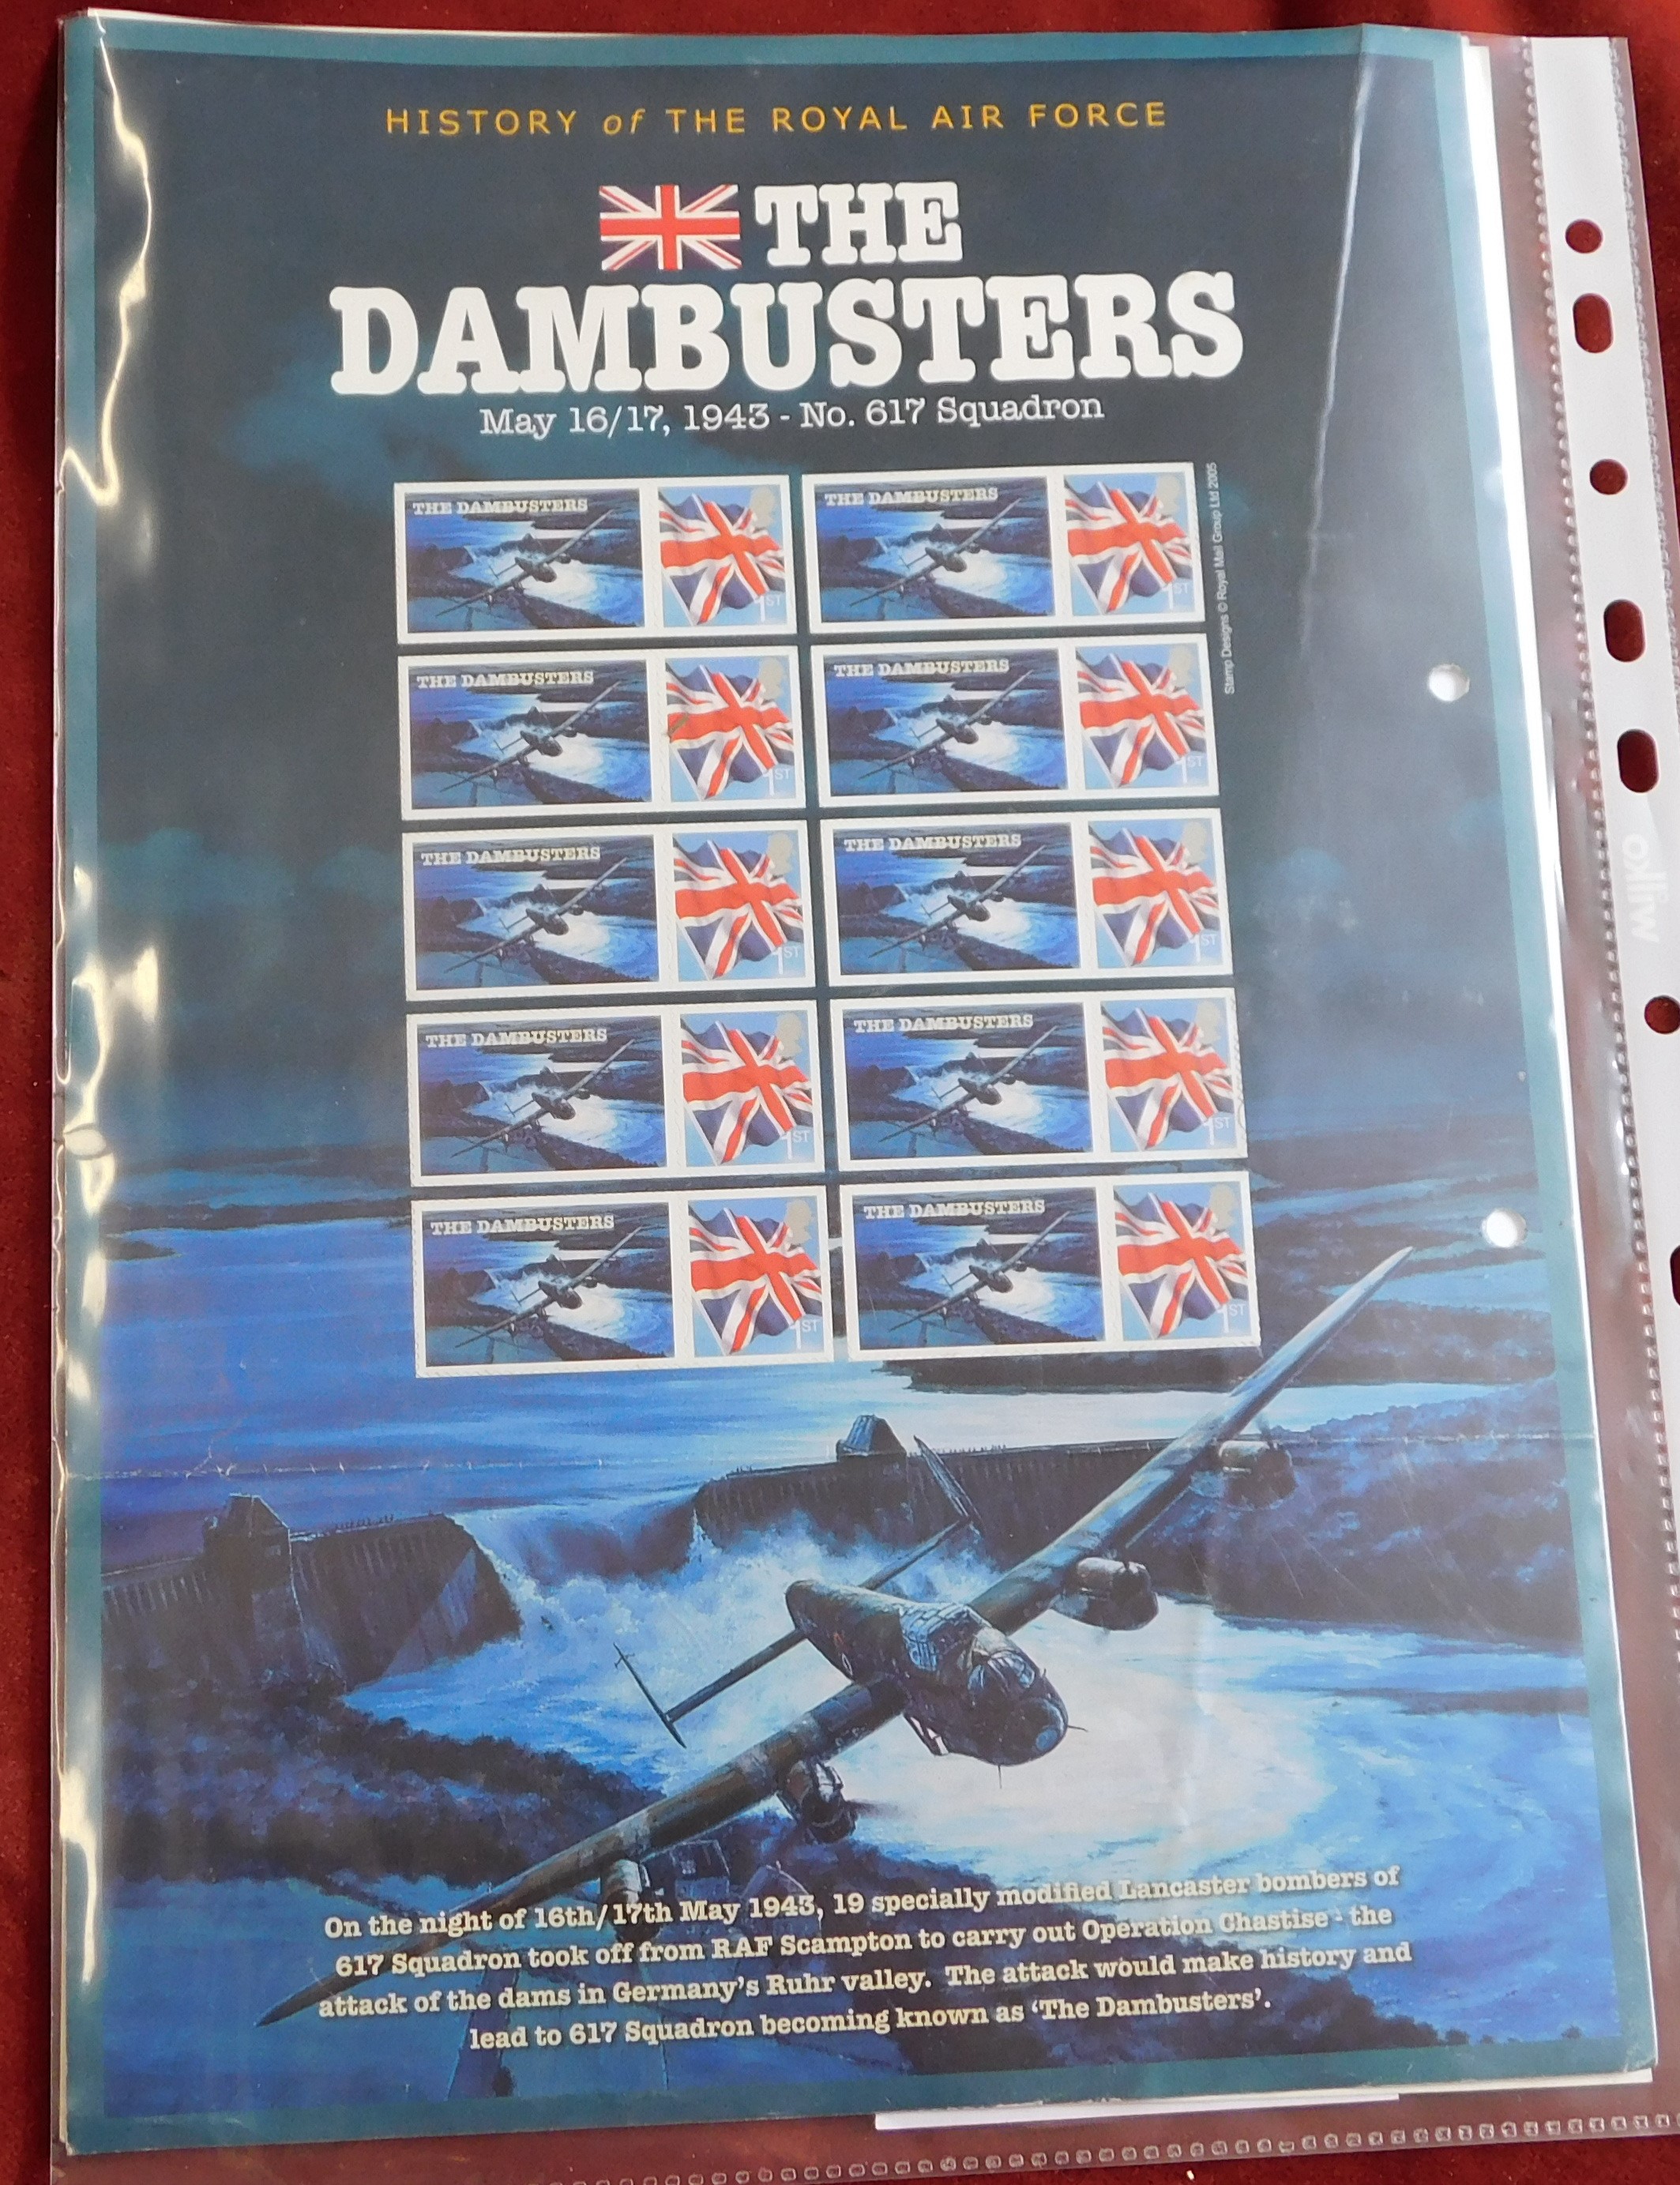 HISTORY of THE ROYAL AIR FORCE
THE
DAMBUSTERS
May 16/17, 1943 - No. 617 Squadron
Stamp Designs © Royal Mail Group Ltd 2005
THE DAMBUSTERS
1ST
THE DAMBUSTERS
1ST
THE DAMBUSTERS
1ST
THE DAMBUSTERS
1ST
THE DAMBUSTERS
1ST
THE DAMBUSTERS
1ST
THE DAMBUSTERS
1ST
THE DAMBUSTERS
1ST
THE DAMBUSTERS
1ST
THE DAMBUSTERS
1ST
On the night of 16th/17th May 1943, 19 specially modified Lancaster bombers of
617 Squadron took off from RAF Scampton to carry out Operation Chastise - the
attack of the dams in Germany's Ruhr valley. The attack would make history and
lead to 617 Squadron becoming known as 'The Dambusters'.